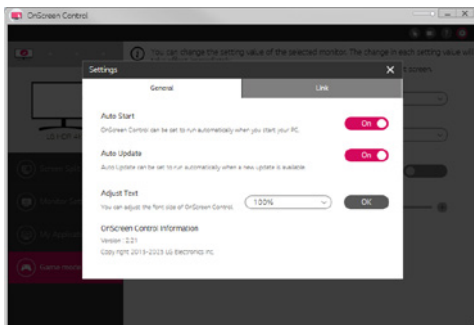 OnScreen Control
You can change the setting value of the selected monitor. The change in each setting value will
Settings
General
Link
Auto Start
On
OnScreen Control can be set to run automatically when you start your PC.
Auto Update
On
Auto Update can be set to run automatically when a new update is available.
Adjust Text
100%
OK
You can adjust the font size of OnScreen Control.
OnScreen Control Information
Copyright 2015-2023 LG Electronics Inc.
Screen Split
My Applicat
Game mode